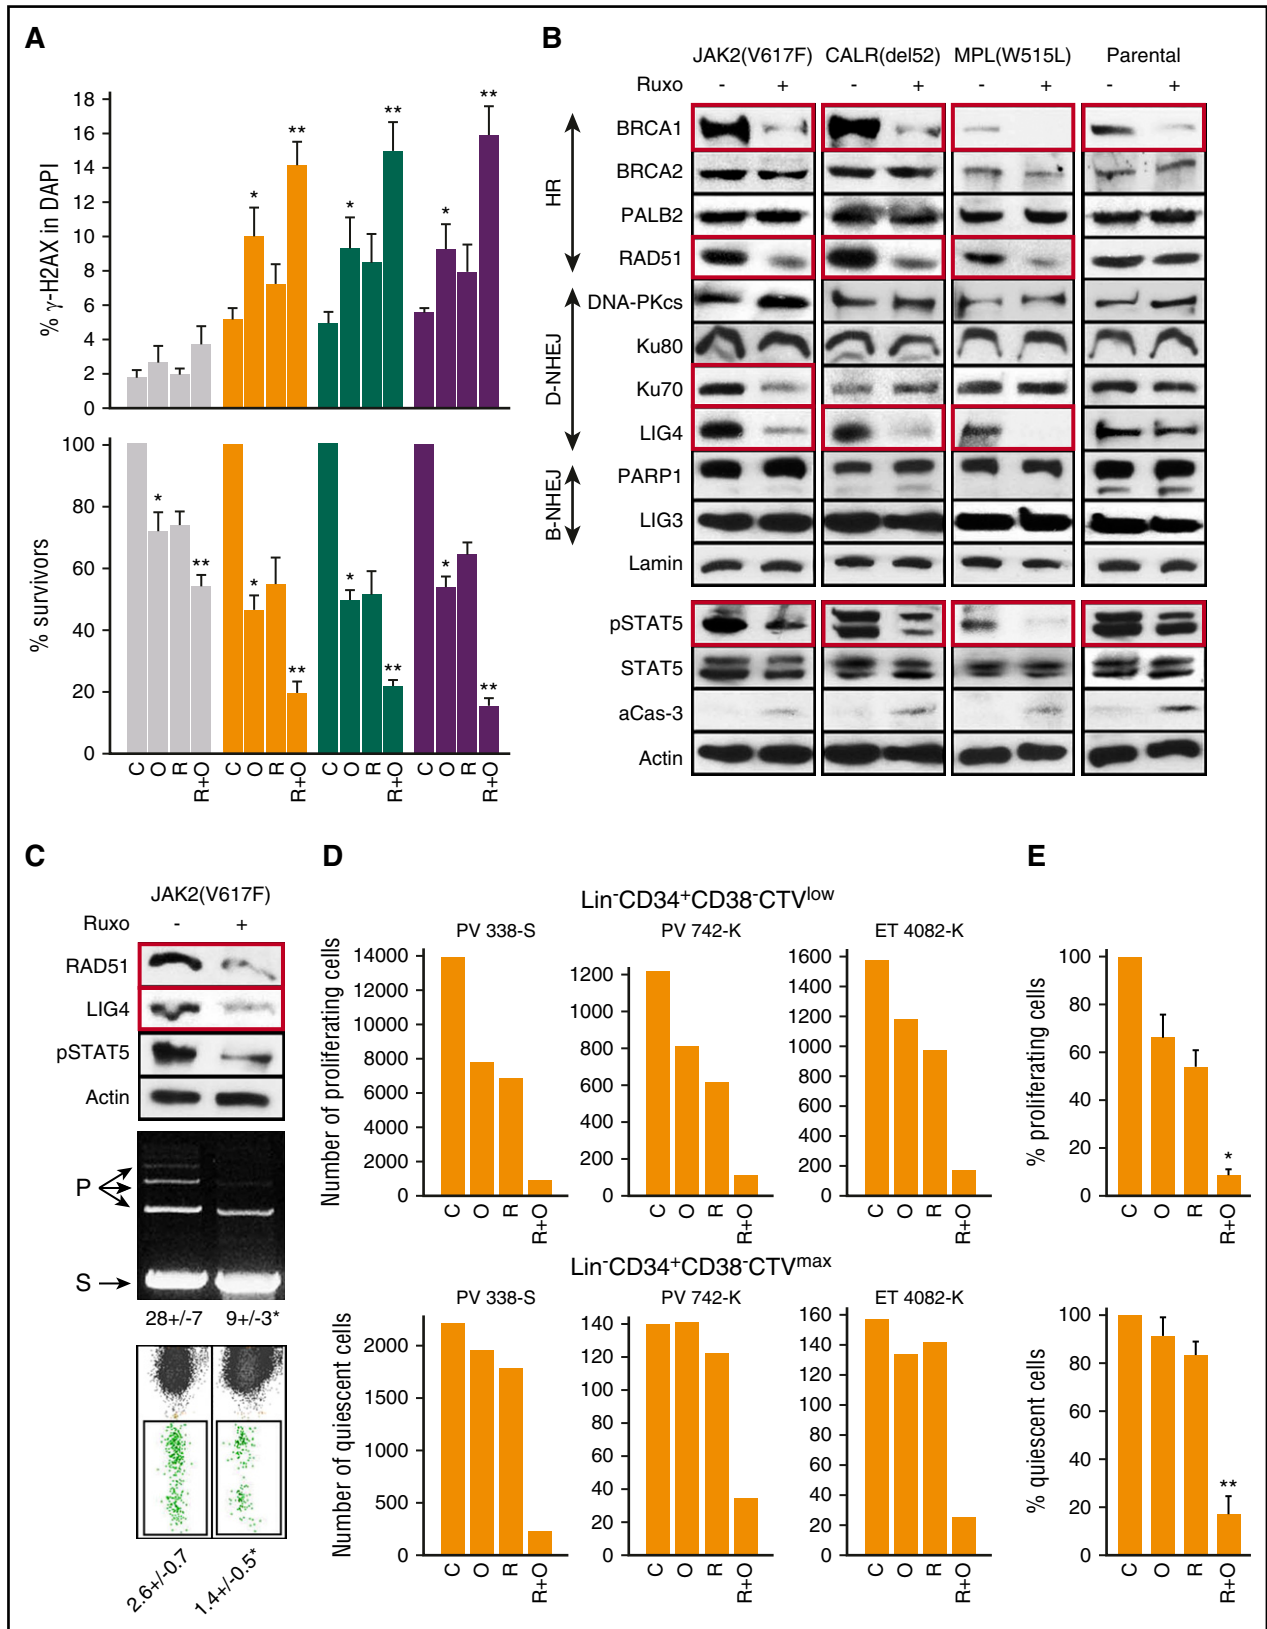 A
% γ-H2AX in DAPI
18
16
14
12
10
8
6
4
2
0
*
**
*
**
*
**
% survivors
100
80
60
40
20
0
*
**
*
**
*
**
*
**
C O R R+O C O R R+O C O R R+O C O R R+O
B
JAK2(V617F) CALR(del52) MPL(W515L) Parental
Ruxo - + - + - + - +
HR
BRCA1
BRCA2
PALB2
RAD51
D-NHEJ
DNA-PKcs
Ku80
Ku70
LIG4
B-NHEJ
PARP1
LIG3
Lamin
pSTAT5
STAT5
aCas-3
Actin
C
JAK2(V617F)
Ruxo - +
RAD51
LIG4
pSTAT5
Actin
P
S
28+/-7 9+/-3*
2.6+/-0.7 1.4+/-0.5*
D
Lin-CD34+CD38-CTVlow
PV 338-S PV 742-K ET 4082-K
Number of proliferating cells
14000
12000
10000
8000
6000
4000
2000
0
1200
1000
800
600
400
200
0
1600
1400
1200
1000
800
600
400
200
0
C O R R+O C O R R+O C O R R+O
Lin-CD34+CD38-CTVmax
PV 338-S PV 742-K ET 4082-K
Number of quiescent cells
2000
1500
1000
500
0
140
120
100
80
60
40
20
0
160
140
120
100
80
60
40
20
0
C O R R+O C O R R+O C O R R+O
E
% proliferating cells
100
80
60
40
20
0
*
C O R R+O
% quiescent cells
100
80
60
40
20
0
**
C O R R+O